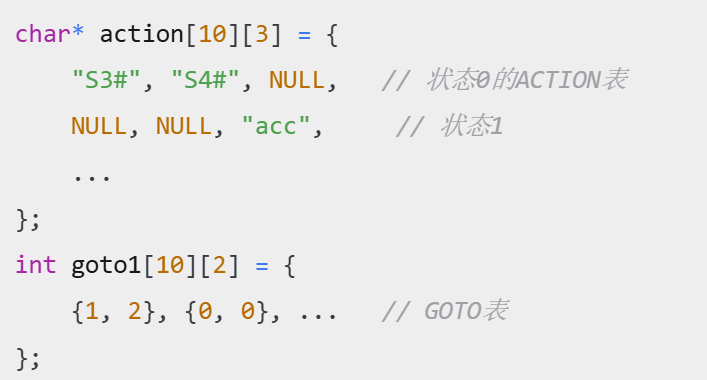 char* action[10][3] = {
    "S3#", "S4#", NULL,   // 状态0的ACTION表
    NULL, NULL, "acc",     // 状态1
    ...
};
int goto1[10][2] = {
    {1, 2}, {0, 0}, ...   // GOTO表
};